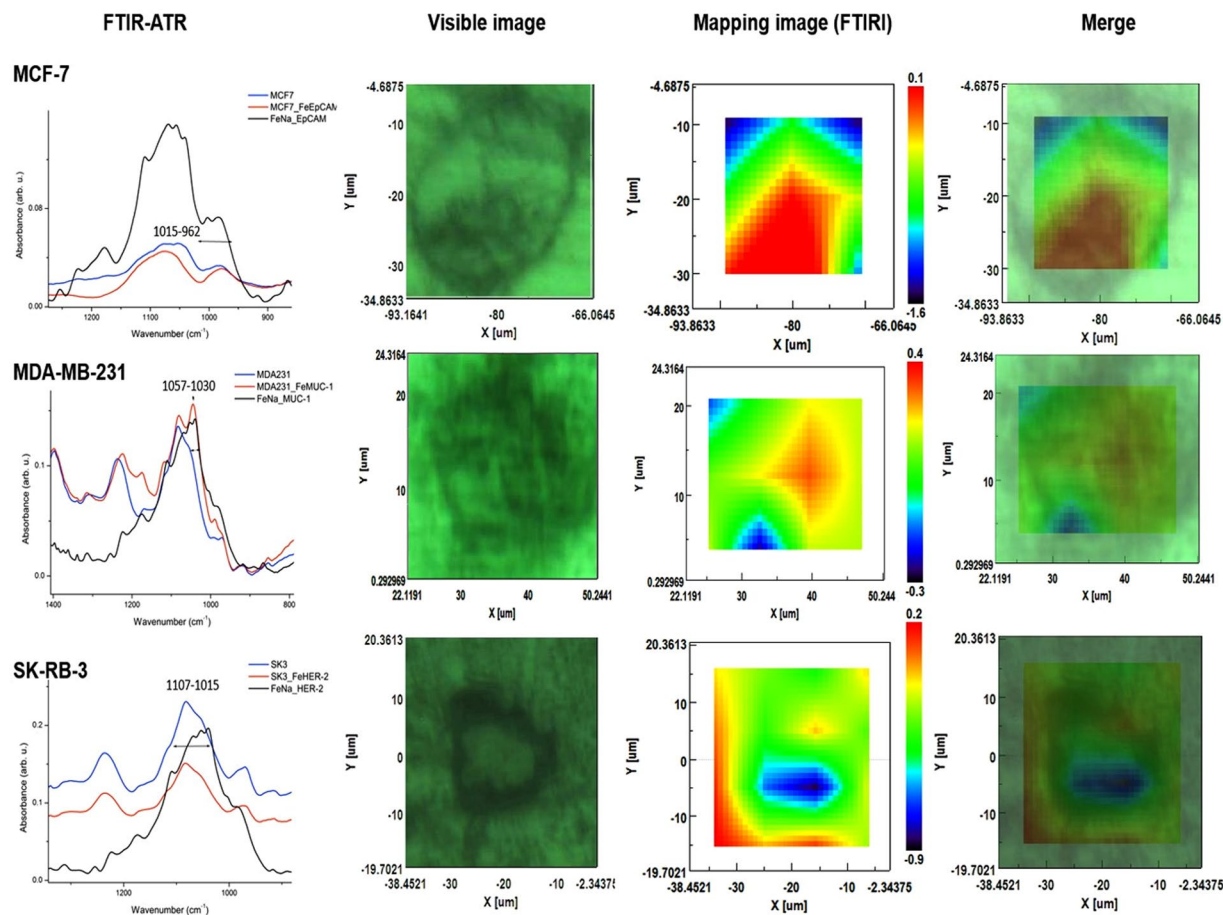 FTIR-ATR Visible image Mapping image (FTIRI) Merge
MCF-7
MCF7
MCF7_FeEpCAM
FeNa_EpCAM
1015-962
Absorbance (arb. u.)
0.08
0.00
1200 1100 1000 900
Wavenumber (cm-1)
-4.6875
-10
-20
-30
-34.8633
Y [um]
-93.1641 -80 -66.0645
X [um]
-4.6875
-10
-20
-30
-34.8633
Y [um]
-93.8633 -80 -66.0645
X [um]
0.1
-1.6
-4.6875
-10
-20
-30
-34.8633
Y [um]
-93.8633 -80 -66.0645
X [um]
MDA-MB-231
MDA231
MDA231_FeMUC-1
FeNa_MUC-1
1057-1030
Absorbance (arb. u.)
0.1
0.0
1400 1200 1000 800
Wavenumber (cm-1)
24.3164
20
10
0.292969
Y [um]
22.1191 30 40 50.2441
X [um]
24.3164
20
10
0.292969
Y [um]
22.1191 30 40 50.2441
X [um]
0.4
-0.3
24.3164
20
10
0.292969
Y [um]
22.1191 30 40 50.2441
X [um]
SK-RB-3
SK3
SK3_FeHER-2
FeNa_HER-2
1107-1015
Absorbance (arb. u.)
0.2
0.1
0.0
1200 1000
Wavenumber (cm-1)
20.3613
10
0
-10
-19.7021
Y [um]
-38.4521 -30 -20 -10 -2.34375
X [um]
20.3613
10
0
-10
-19.7021
Y [um]
-38.4521 -30 -20 -10 -2.34375
X [um]
0.2
-0.9
20.3613
10
0
-10
-19.7021
Y [um]
-38.4521 -30 -20 -10 -2.34375
X [um]